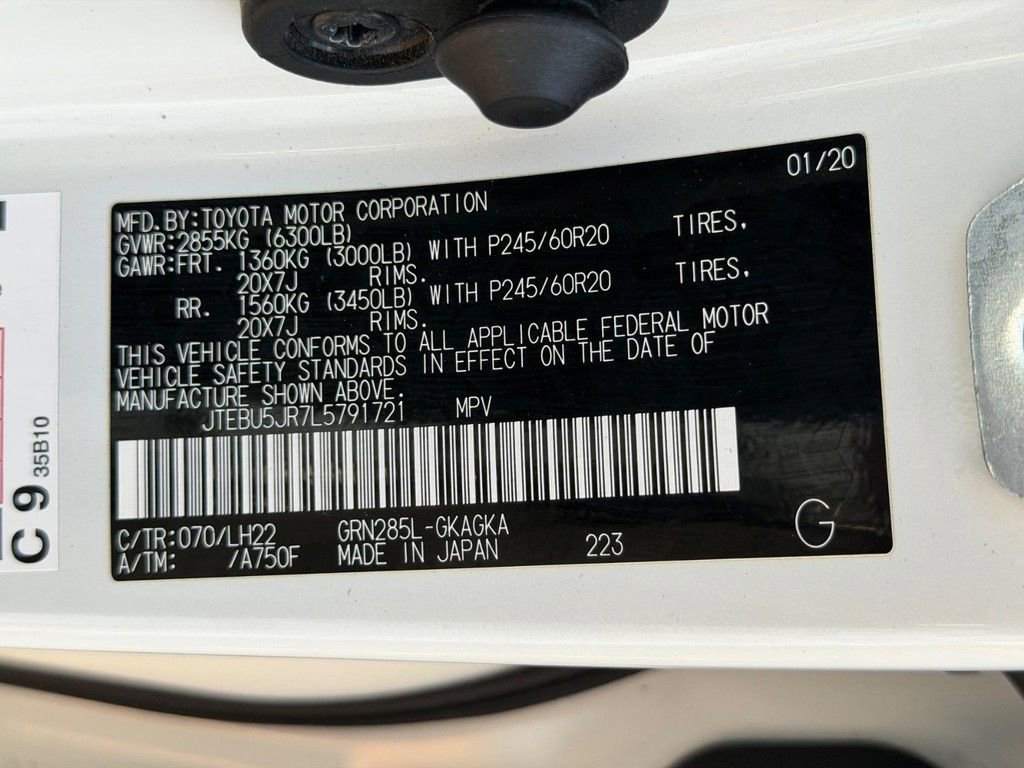 01/20
MFD.BY:TOYOTA MOTOR CORPORATION
GVWR:2855KG (6300LB)
GAWR:FRT. 1360KG (3000LB) WITH P245/60R20 TIRES,
20X7J RIMS.
RR. 1560KG (3450LB) WITH P245/60R20 TIRES,
20X7J RIMS.
THIS VEHICLE CONFORMS TO ALL APPLICABLE FEDERAL MOTOR
VEHICLE SAFETY STANDARDS IN EFFECT ON THE DATE OF
MANUFACTURE SHOWN ABOVE.
JTEBU5JR7L5791721 MPV
C/TR:070/LH22 GRN285L-GKAGKA
A/TM: /A750F MADE IN JAPAN 223
G
C9 35B10